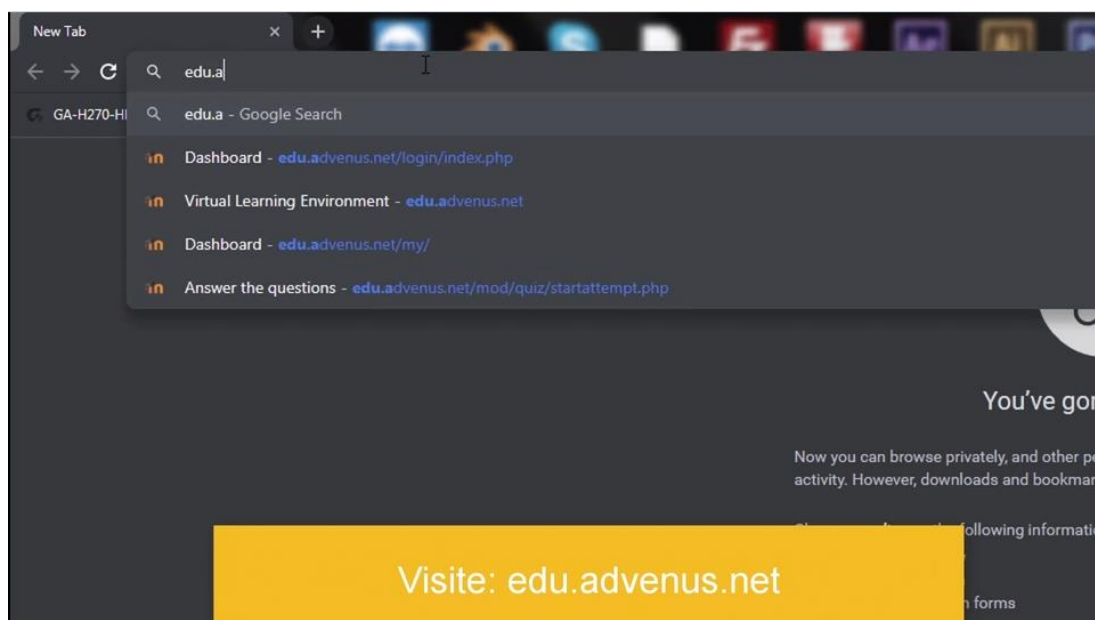 New Tab
edu.a
GA-H270-H
edu.a - Google Search
Dashboard - edu.advenus.net/login/index.php
Virtual Learning Environment - edu.advenus.net
Dashboard - edu.advenus.net/my/
Answer the questions - edu.advenus.net/mod/quiz/startattempt.php
You've gon
Now you can browse privately, and other pe
activity. However, downloads and bookmar
ollowing informati
n forms
Visite: edu.advenus.net